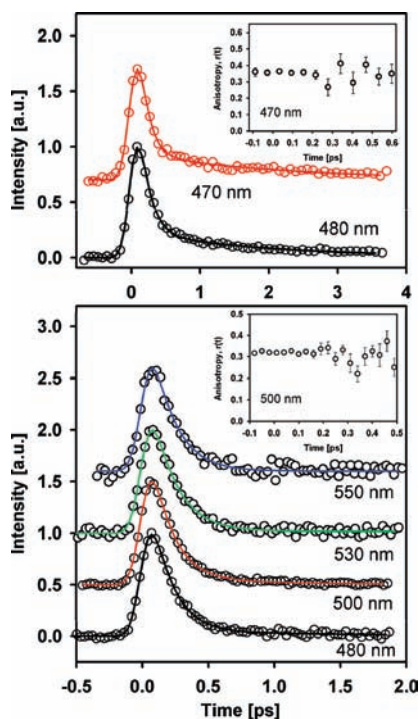 2.0
1.5
1.0
0.5
0.0
Intensity [a.u.]
0.5
0.4
0.3
0.2
0.1
0.0
Anisotropy, r(t)
470 nm
-0.1 0.0 0.1 0.2 0.3 0.4 0.5 0.6
Time [ps]
470 nm
480 nm
0 1 2 3 4
3.0
2.5
2.0
1.5
1.0
0.5
0.0
Intensity [a.u.]
0.5
0.4
0.3
0.2
0.1
0.0
Anisotropy, r(t)
500 nm
-0.1 0.0 0.1 0.2 0.3 0.4 0.5
Time [ps]
550 nm
530 nm
500 nm
480 nm
-0.5 0.0 0.5 1.0 1.5 2.0
Time [ps]